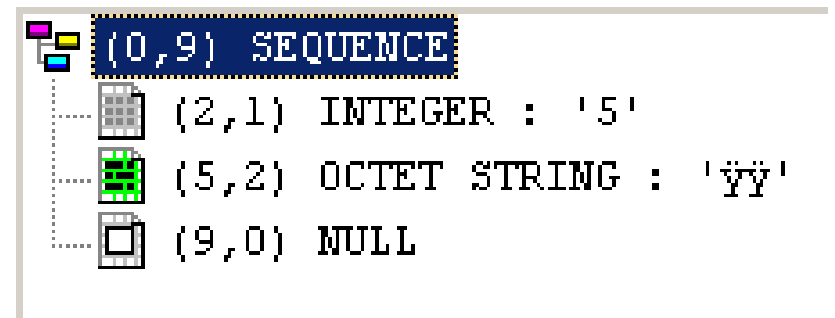 (0,9) SEQUENCE
(2,1) INTEGER : '5'
(5,2) OCTET STRING : 'ÿÿ'
(9,0) NULL